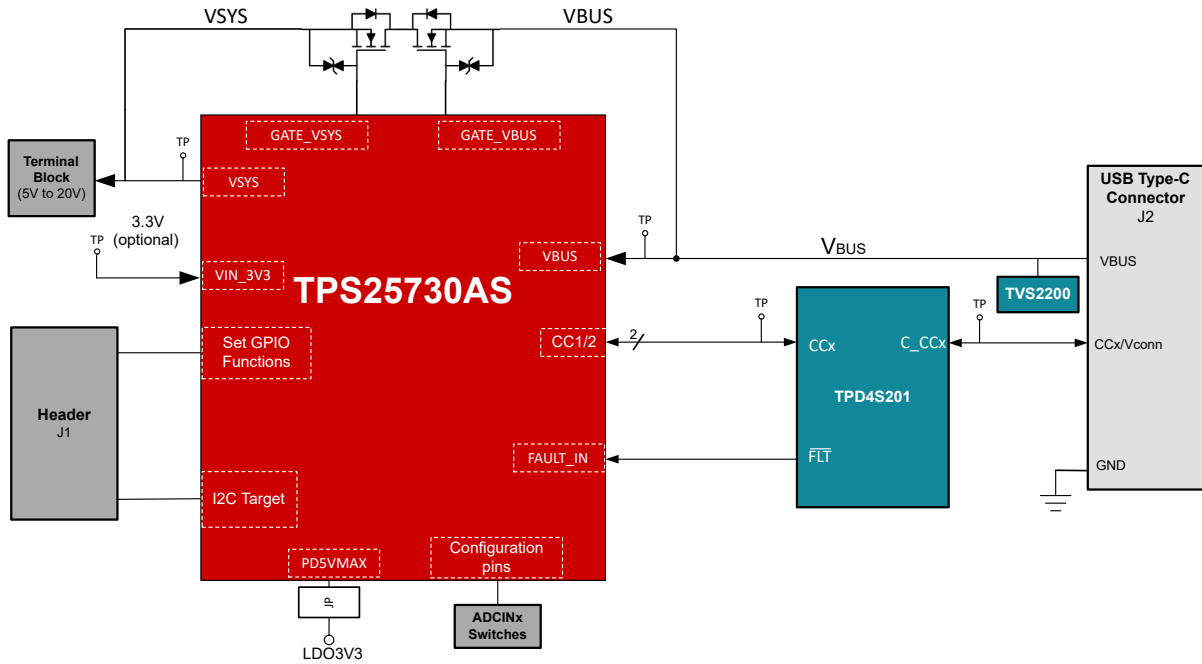 VSYS
VBUS
GATE_VSYS
GATE_VBUS
TP
Terminal
Block
(5V to 20V)
VSYS
USB Type-C
Connector
J2
3.3V
(optional)
TP
TP
VBUS
VBUS
VBUS
VIN_3V3
TPS25730AS
TVS2200
TP
TP
Set GPIO
Functions
CC1/2
2
CCx
C_CCx
CCx/Vconn
TPD4S201
Header
J1
FAULT_IN
FLT
GND
I2C Target
PD5VMAX
Configuration
pins
JP
ADCINx
Switches
LDO3V3